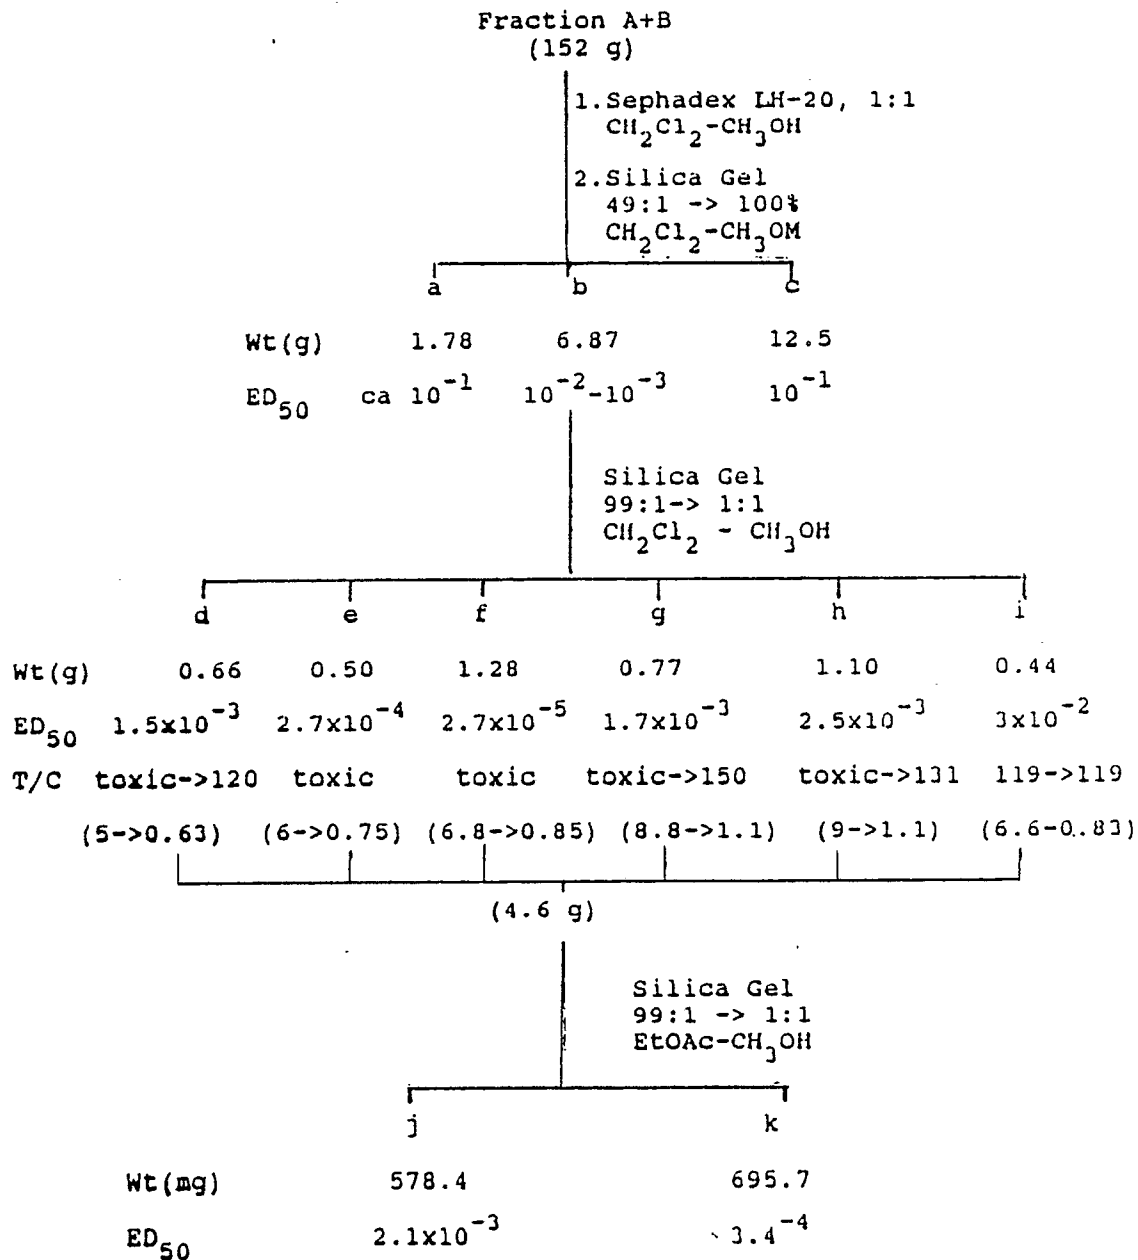 Fraction A+B
(152 g)
1.Sephadex LH-20, 1:1
CH2Cl2-CH3OH
2.Silica Gel
49:1 -> 100%
CH2Cl2-CH3OM
a b c
Wt(g) 1.78 6.87 12.5
ED50 ca 10^-1 10^-2-10^-3 10^-1
Silica Gel
99:1-> 1:1
CH2Cl2 - CH3OH
d e f g h i
Wt(g) 0.66 0.50 1.28 0.77 1.10 0.44
ED50 1.5x10^-3 2.7x10^-4 2.7x10^-5 1.7x10^-3 2.5x10^-3 3x10^-2
T/C toxic->120 toxic toxic toxic->150 toxic->131 119->119
(5->0.63) (6->0.75) (6.8->0.85) (8.8->1.1) (9->1.1) (6.6-0.83)
(4.6 g)
Silica Gel
99:1 -> 1:1
EtOAc-CH3OH
j k
Wt(mg) 578.4 695.7
ED50 2.1x10^-3 3.4^-4